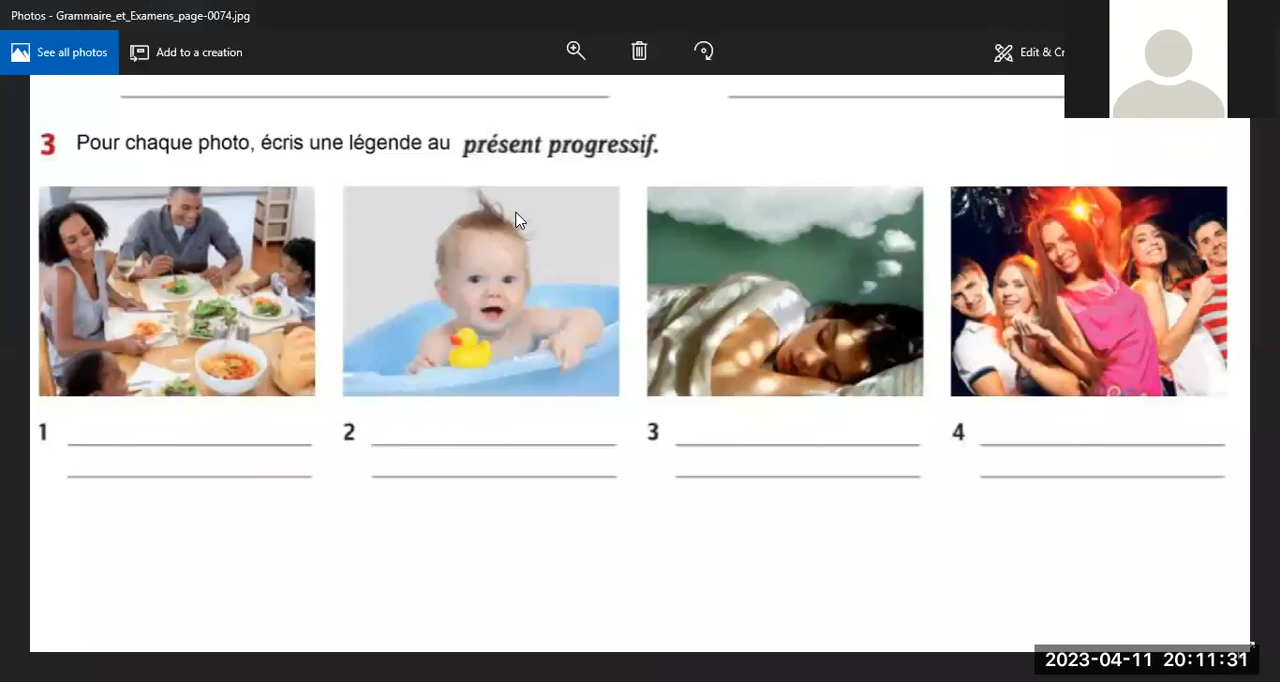 Photos - Grammaire_et_Examens_page-0074.jpg
See all photos
Add to a creation
Edit & Cr
3 Pour chaque photo, écris une légende au présent progressif.
1
2
3
4
2023-04-11 20:11:31